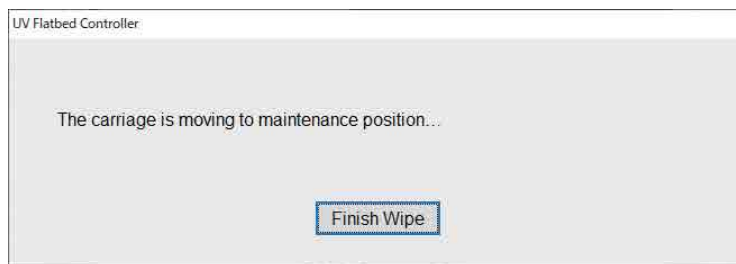 UV Flatbed Controller
The carriage is moving to maintenance position...
Finish Wipe